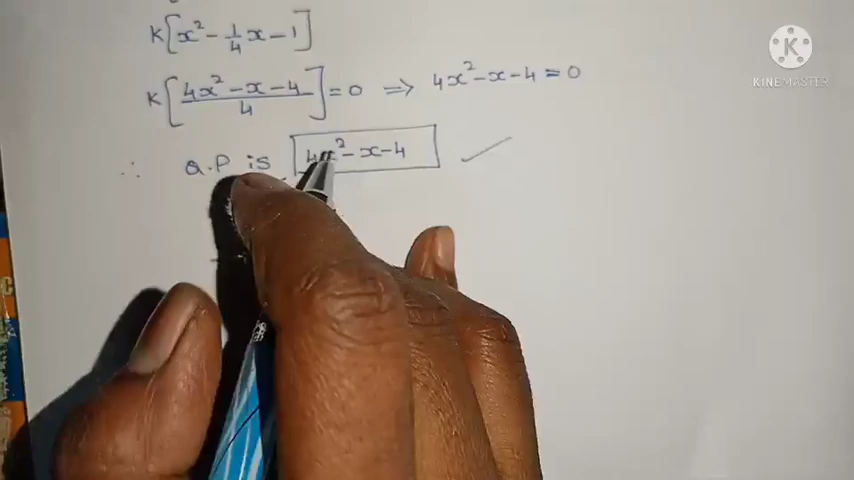 K[x² - 1/4 x - 1]
K[(4x² - x - 4)/4] = 0 => 4x² - x - 4 = 0
∴ Q.P is 4x² - x - 4 ✓
K
KINEMASTER